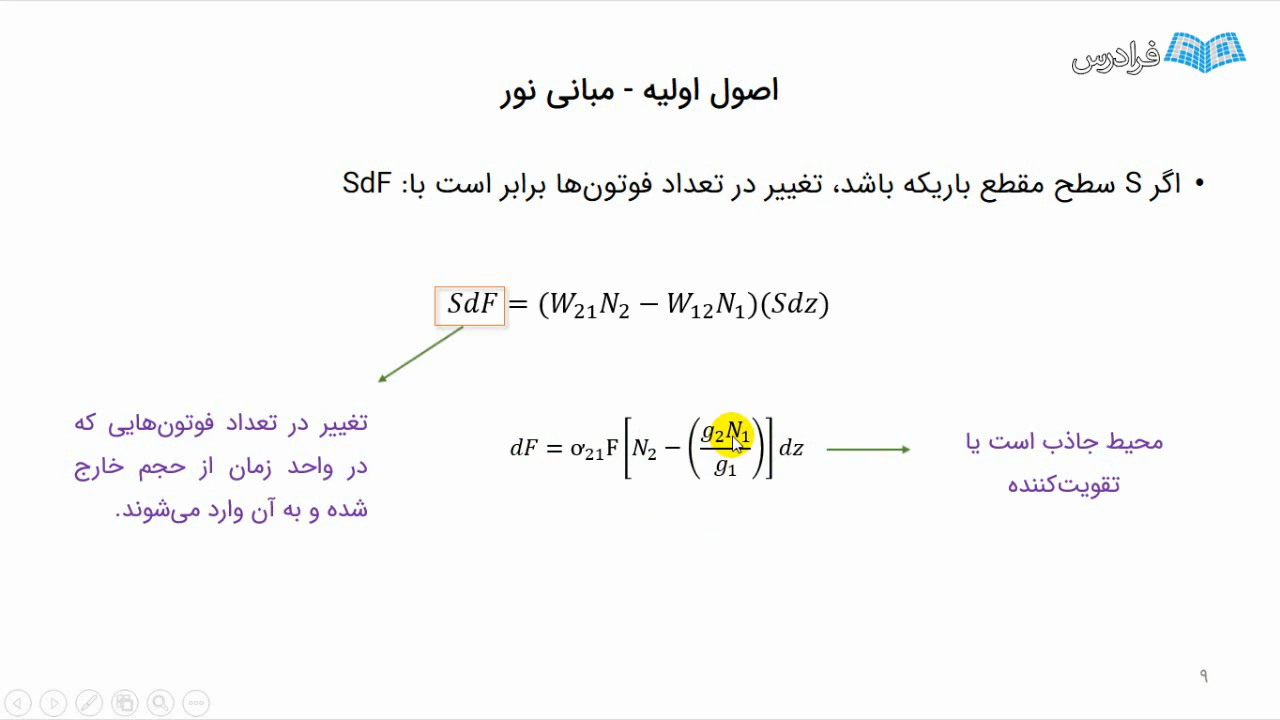 فرادرس
اصول اولیه - مبانی نور
• اگر S سطح مقطع باریکه باشد، تغییر در تعداد فوتون‌ها برابر است با: SdF
SdF = (W₂₁N₂ − W₁₂N₁)(Sdz)
تغییر در تعداد فوتون‌هایی که
در واحد زمان از حجم خارج
شده و به آن وارد می‌شوند.
dF = σ₂₁F[N₂ − (g₂N₁/g₁)]dz
محیط جاذب است یا
تقویت‌کننده
۹